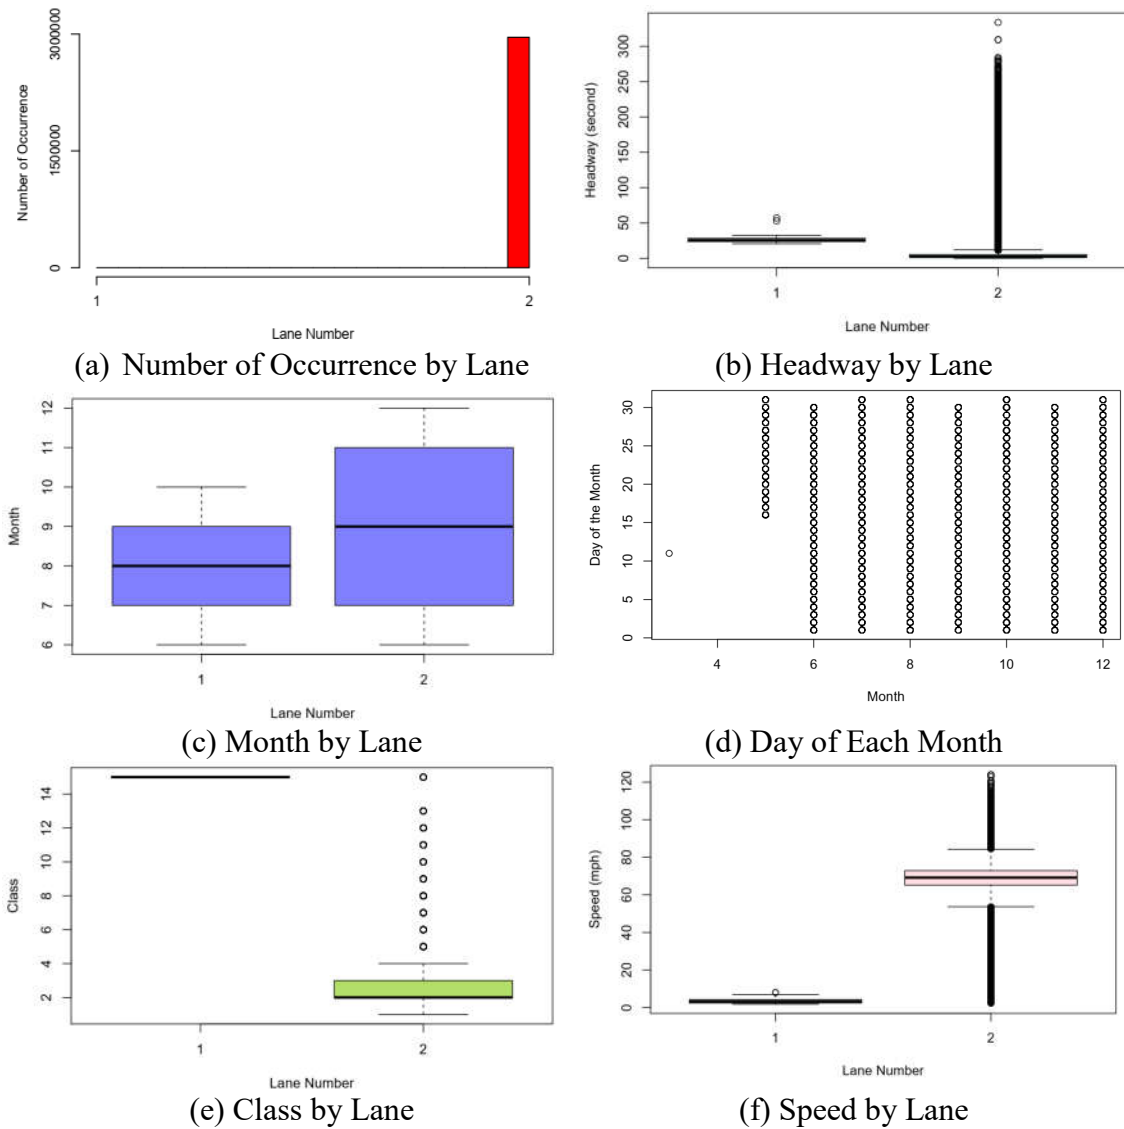 Number of Occurrence
3000000
1500000
0
1
2
Lane Number
(a) Number of Occurrence by Lane
Headway (second)
300
250
200
150
100
50
0
1
2
Lane Number
(b) Headway by Lane
Month
12
11
10
9
8
7
6
1
2
Lane Number
(c) Month by Lane
Day of the Month
30
25
20
15
10
5
0
4
6
8
10
12
Month
(d) Day of Each Month
Class
14
12
10
8
6
4
2
1
2
Lane Number
(e) Class by Lane
Speed (mph)
120
100
80
60
40
20
0
1
2
Lane Number
(f) Speed by Lane